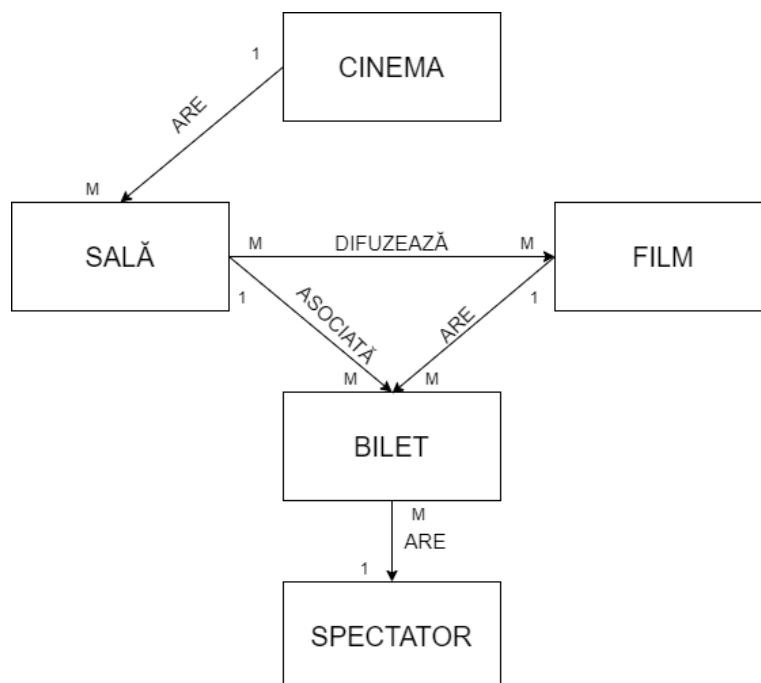 CINEMA
1
ARE
M
SALĂ
M
DIFUZEAZĂ
M
FILM
1
ASOCIATĂ
M
1
ARE
M
BILET
M
ARE
1
SPECTATOR